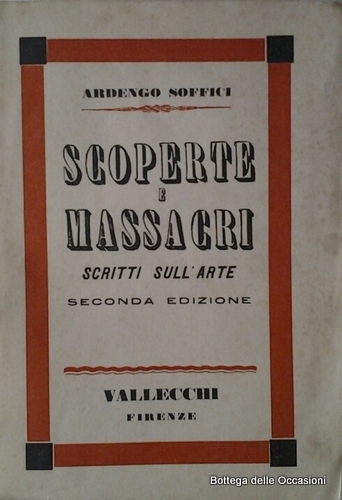 ARDENGO SOFFICI
SCOPERTE
E
MASSACRI
SCRITTI SULL'ARTE
SECONDA EDIZIONE
VALLECCHI
FIRENZE
Bottega delle Occasioni